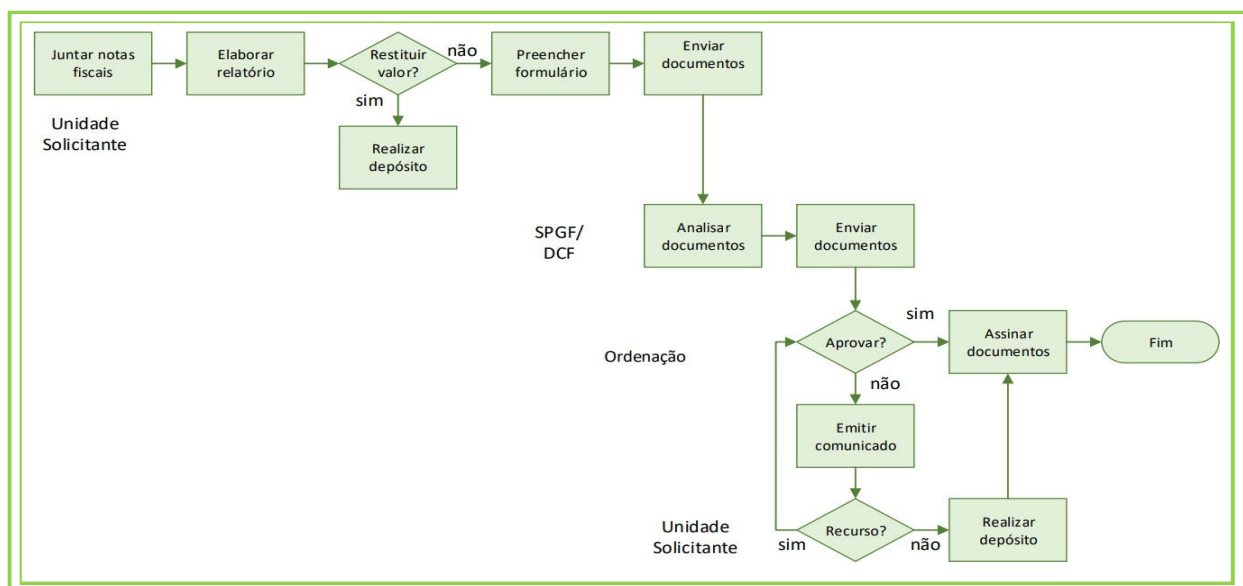 Juntar notas
fiscais
Elaborar
relatório
Restituir
valor?
não
Preencher
formulário
Enviar
documentos
sim
Unidade
Solicitante
Realizar
depósito
SPGF/
DCF
Analisar
documentos
Enviar
documentos
Ordenação
Aprovar?
sim
Assinar
documentos
Fim
não
Emitir
comunicado
Unidade
Solicitante
sim
Recurso?
não
Realizar
depósito